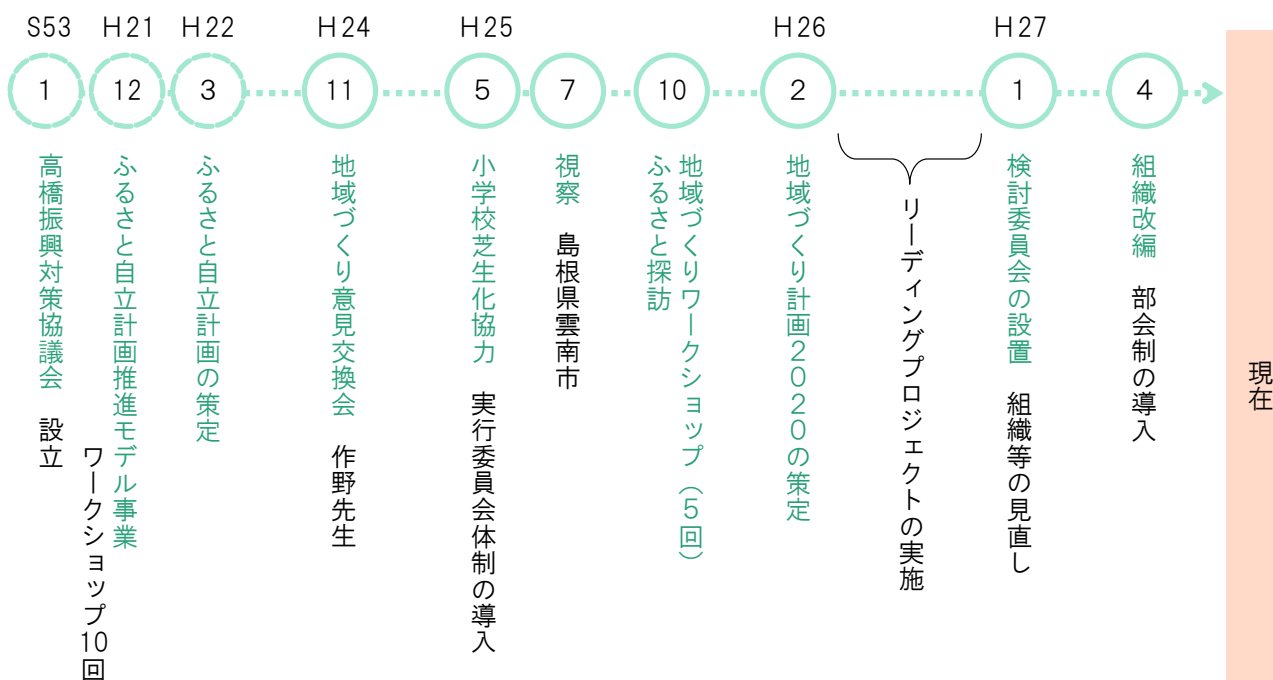 S53
H21
H22
H24
H25
H26
H27
1
12
3
11
5
7
10
2
1
4
高橋振興対策協議会　設立
ふるさと自立計画推進モデル事業
ワークショップ10回
ふるさと自立計画の策定
地域づくり意見交換会　作野先生
小学校芝生化協力　実行委員会体制の導入
視察　島根県雲南市
地域づくりワークショップ（5回）
ふるさと探訪
地域づくり計画2020の策定
リーディングプロジェクトの実施
検討委員会の設置　組織等の見直し
組織改編　部会制の導入
現在